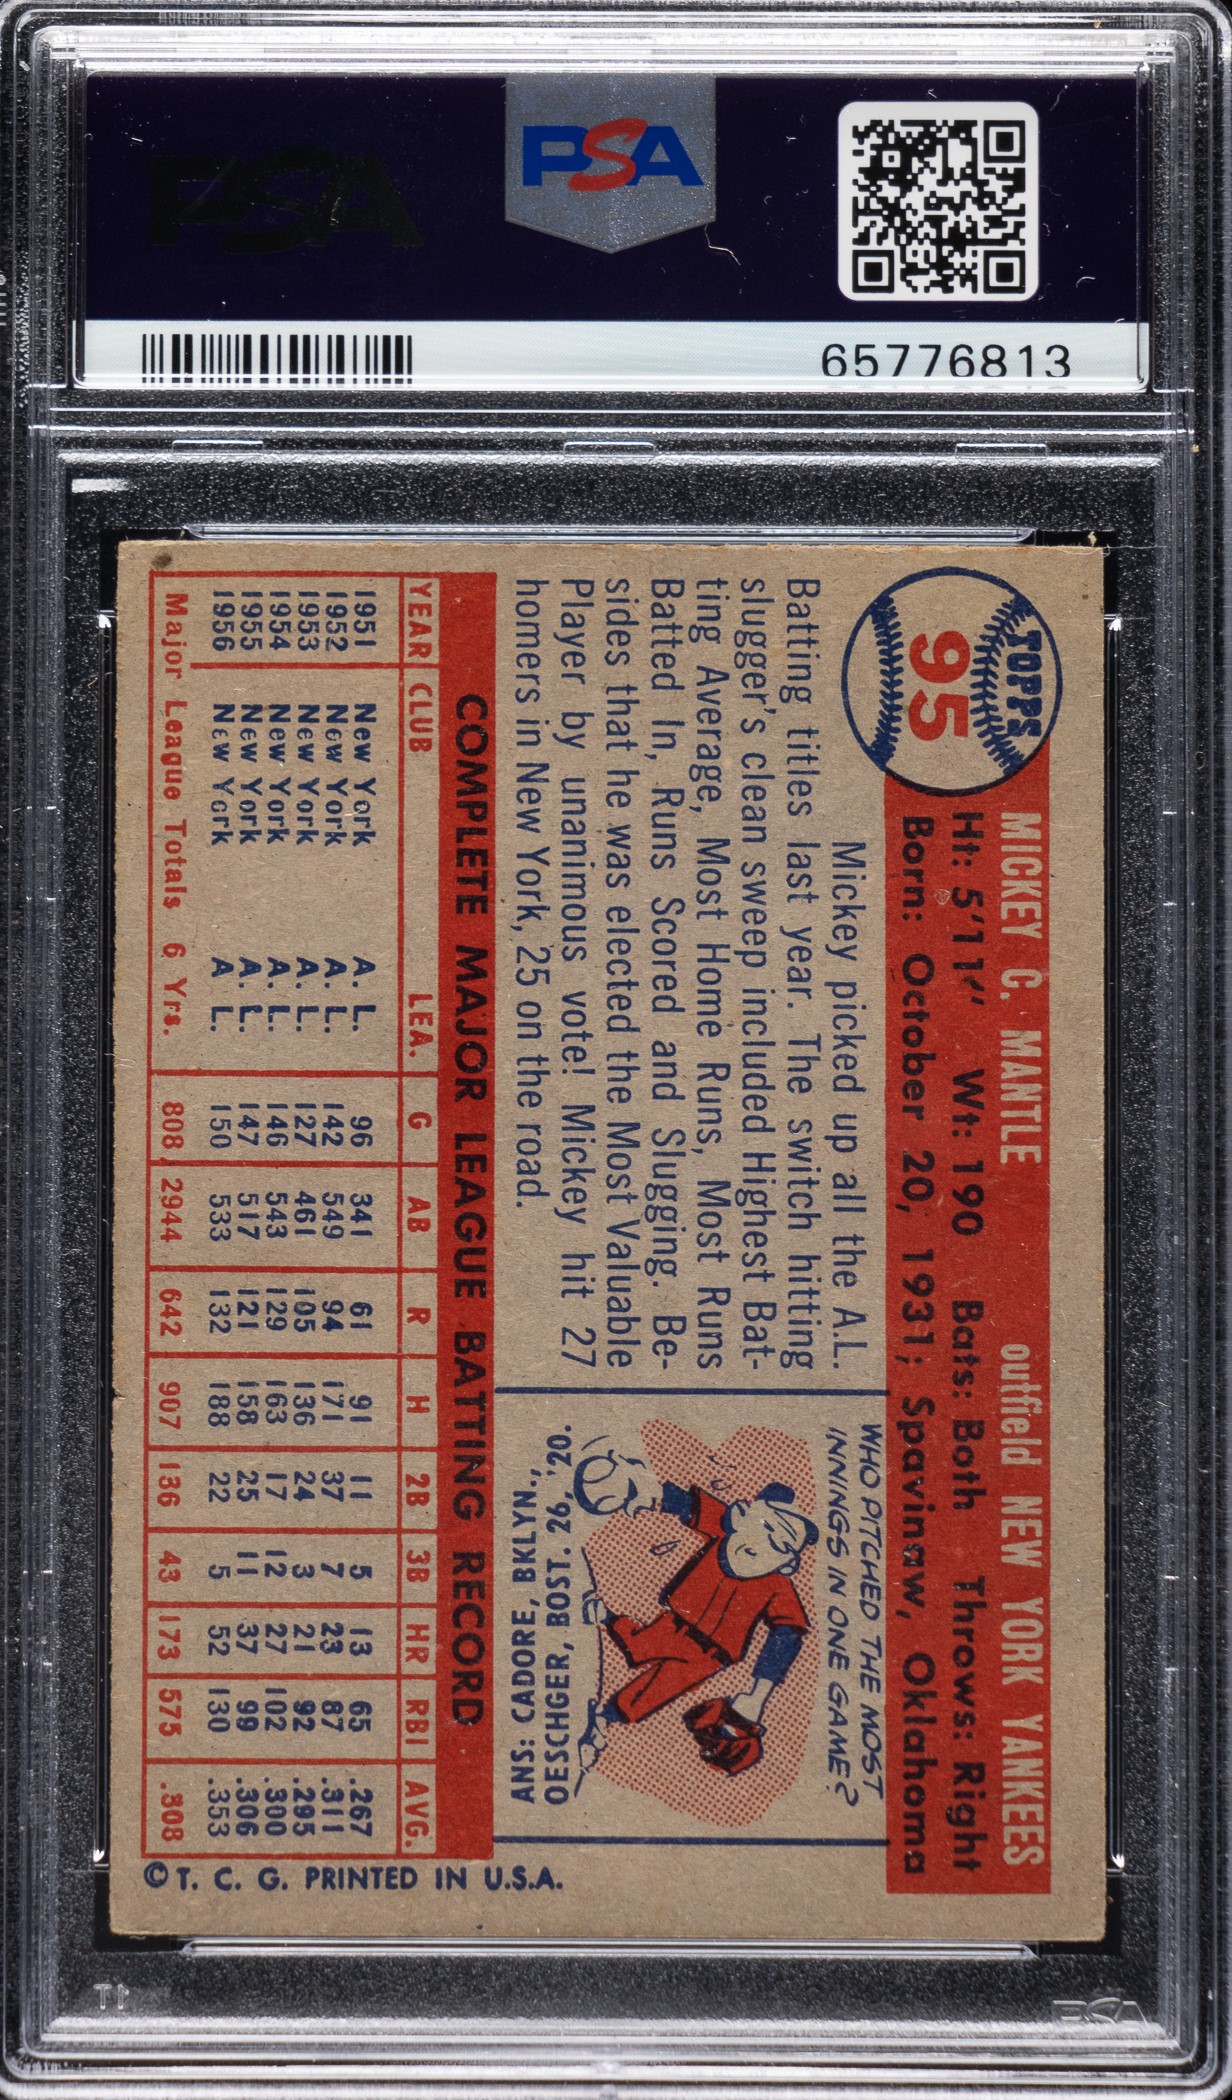 PSA
PSA
65776813
TOPPS
95
MICKEY C. MANTLE outfield NEW YORK YANKEES
Ht: 5'11" Wt: 190 Bats: Both Throws: Right
Born: October 20, 1931; Spavinaw, Oklahoma
Mickey picked up all the A.L.
Batting titles last year. The switch hitting
slugger's clean sweep included Highest Bat-
ting Average, Most Home Runs, Most Runs
Batted In, Runs Scored and Slugging. Be-
sides that he was elected the Most Valuable
Player by unanimous vote! Mickey hit 27
homers in New York, 25 on the road.
WHO PITCHED THE MOST
INNINGS IN ONE GAME?
ANS: CADORE, BKLYN.,
OESCHGER, BOST. 26, '20.
COMPLETE MAJOR LEAGUE BATTING RECORD
YEAR CLUB LEA. G AB R H 2B 3B HR RBI AVG.
1951 New York A. L. 96 341 61 91 11 5 13 65 .267
1952 New York A. L. 142 549 94 171 37 7 23 87 .311
1953 New York A. L. 127 461 105 136 24 3 21 92 .295
1954 New York A. L. 146 543 129 163 17 12 27 102 .300
1955 New York A. L. 147 517 121 158 25 11 37 99 .306
1956 New York A. L. 150 533 132 188 22 5 52 130 .353
Major League Totals 6 Yrs. 808 2944 642 907 136 43 173 575 .308
© T. C. G. PRINTED IN U.S.A.
PSA